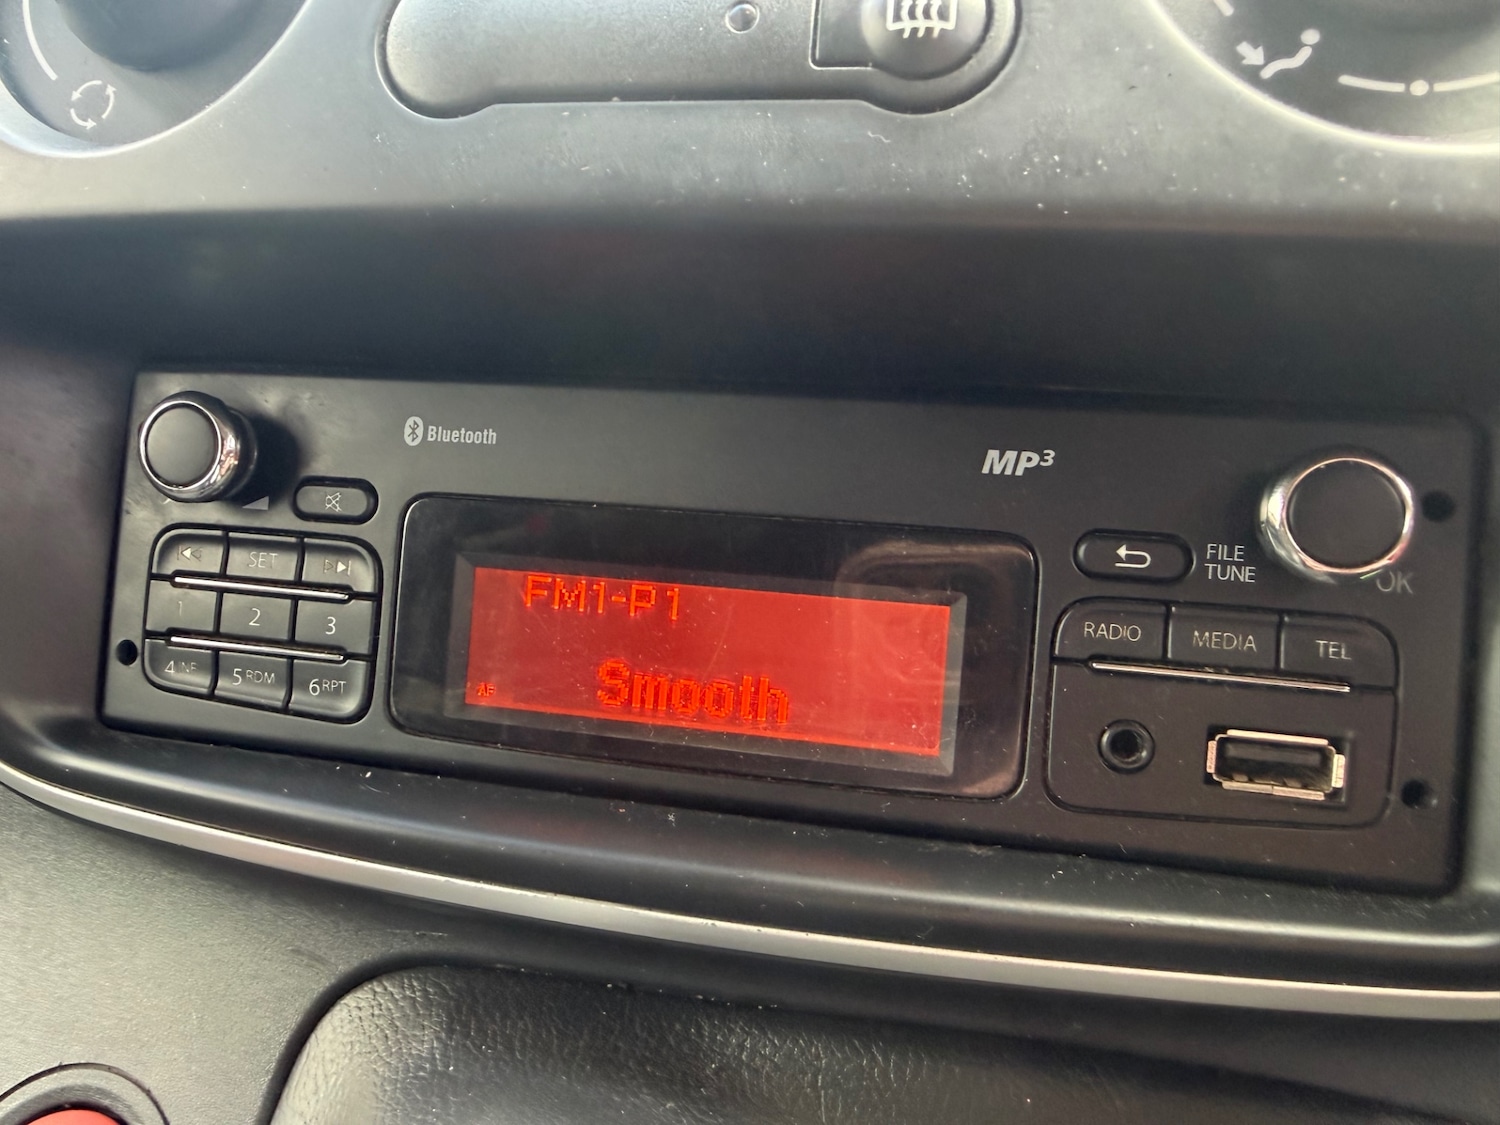 Bluetooth
MP3
SET
1 2 3
4 INF 5 RDM 6 RPT
FM1-P1
Smooth
AF
FILE
TUNE
OK
RADIO MEDIA TEL